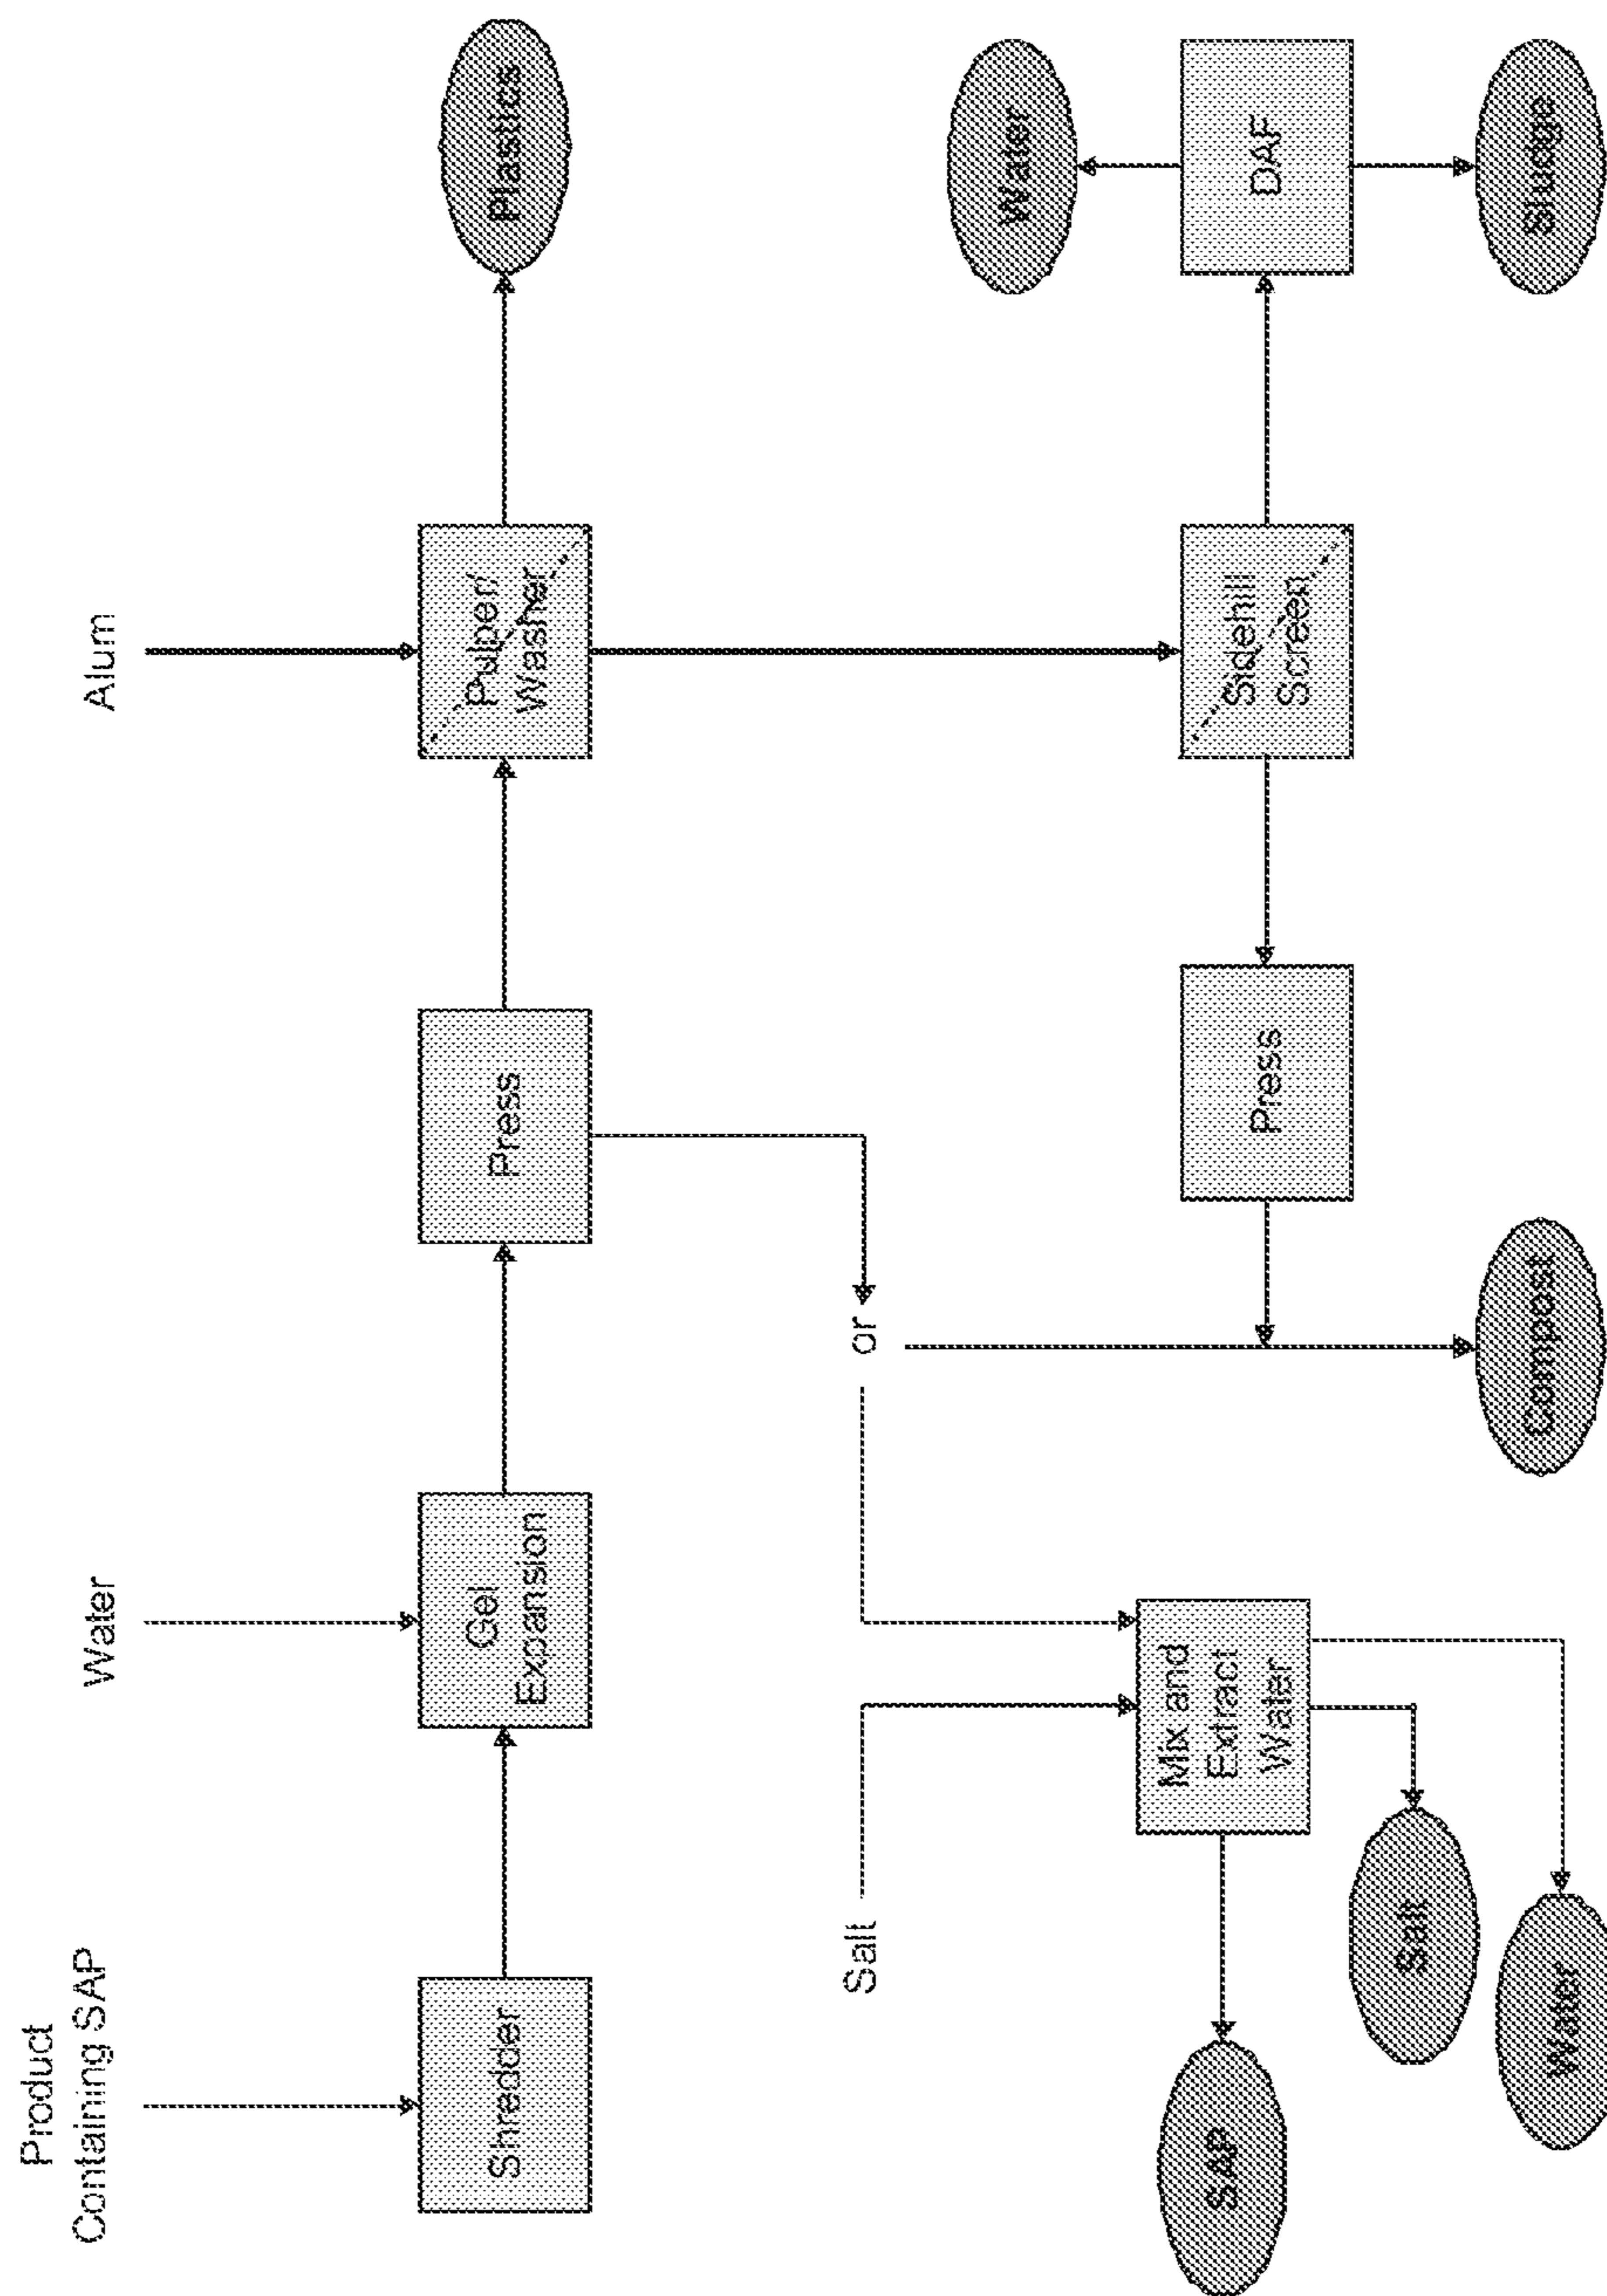 Product
Containing SAP
Water
Alum
Shredder
Gel
Expansion
Press
Pulper/
Washer
Plastics
Salt
or
Mix and
Extract
Water
Press
Sidehill
Screen
DAF
Water
SAP
Salt
Water
Compost
Sludge